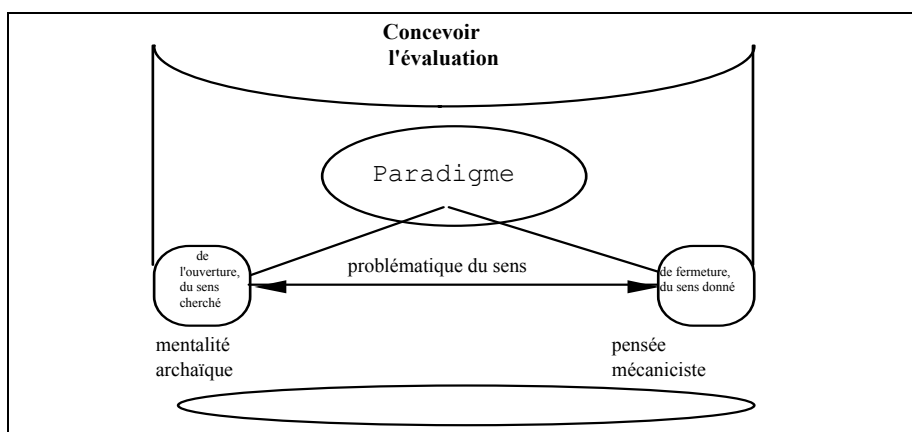 Concevoir
l'évaluation
Paradigme
de
l'ouverture,
du sens
cherché
problématique du sens
de fermeture,
du sens donné
mentalité
archaïque
pensée
mécaniciste